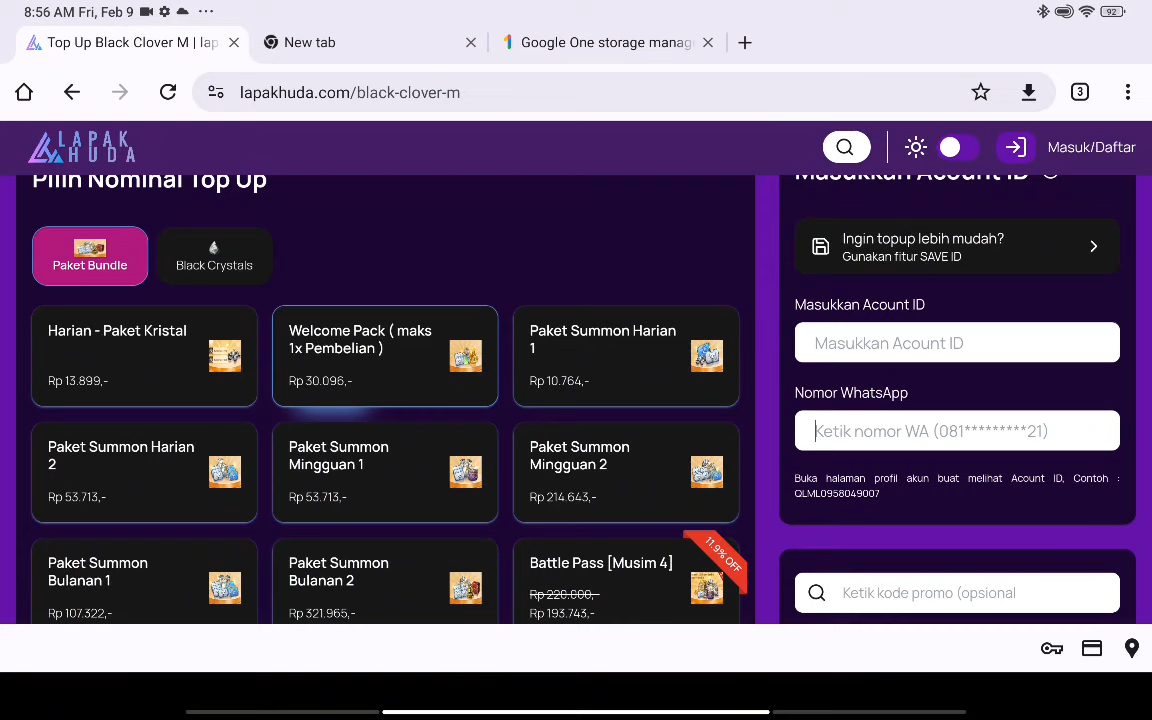 8:56 AM Fri, Feb 9
92
Top Up Black Clover M | lap
New tab
Google One storage manag
lapakhuda.com/black-clover-m
3
LAPAK
HUDA
Masuk/Daftar
Pilih Nominal Top Up
Paket Bundle
Black Crystals
Harian - Paket Kristal
Rp 13.899,-
Welcome Pack ( maks
1x Pembelian )
Rp 30.096,-
Paket Summon Harian
1
Rp 10.764,-
Paket Summon Harian
2
Rp 53.713,-
Paket Summon
Mingguan 1
Rp 53.713,-
Paket Summon
Mingguan 2
Rp 214.643,-
Paket Summon
Bulanan 1
Rp 107.322,-
Paket Summon
Bulanan 2
Rp 321.965,-
Battle Pass [Musim 4]
11.9% OFF
Rp 220.000,-
Rp 193.743,-
Masukkan Acount ID
Ingin topup lebih mudah?
Gunakan fitur SAVE ID
Masukkan Acount ID
Masukkan Acount ID
Nomor WhatsApp
Ketik nomor WA (081*********21)
Buka halaman profil akun buat melihat Acount ID, Contoh :
QLML0958049007
Ketik kode promo (opsional